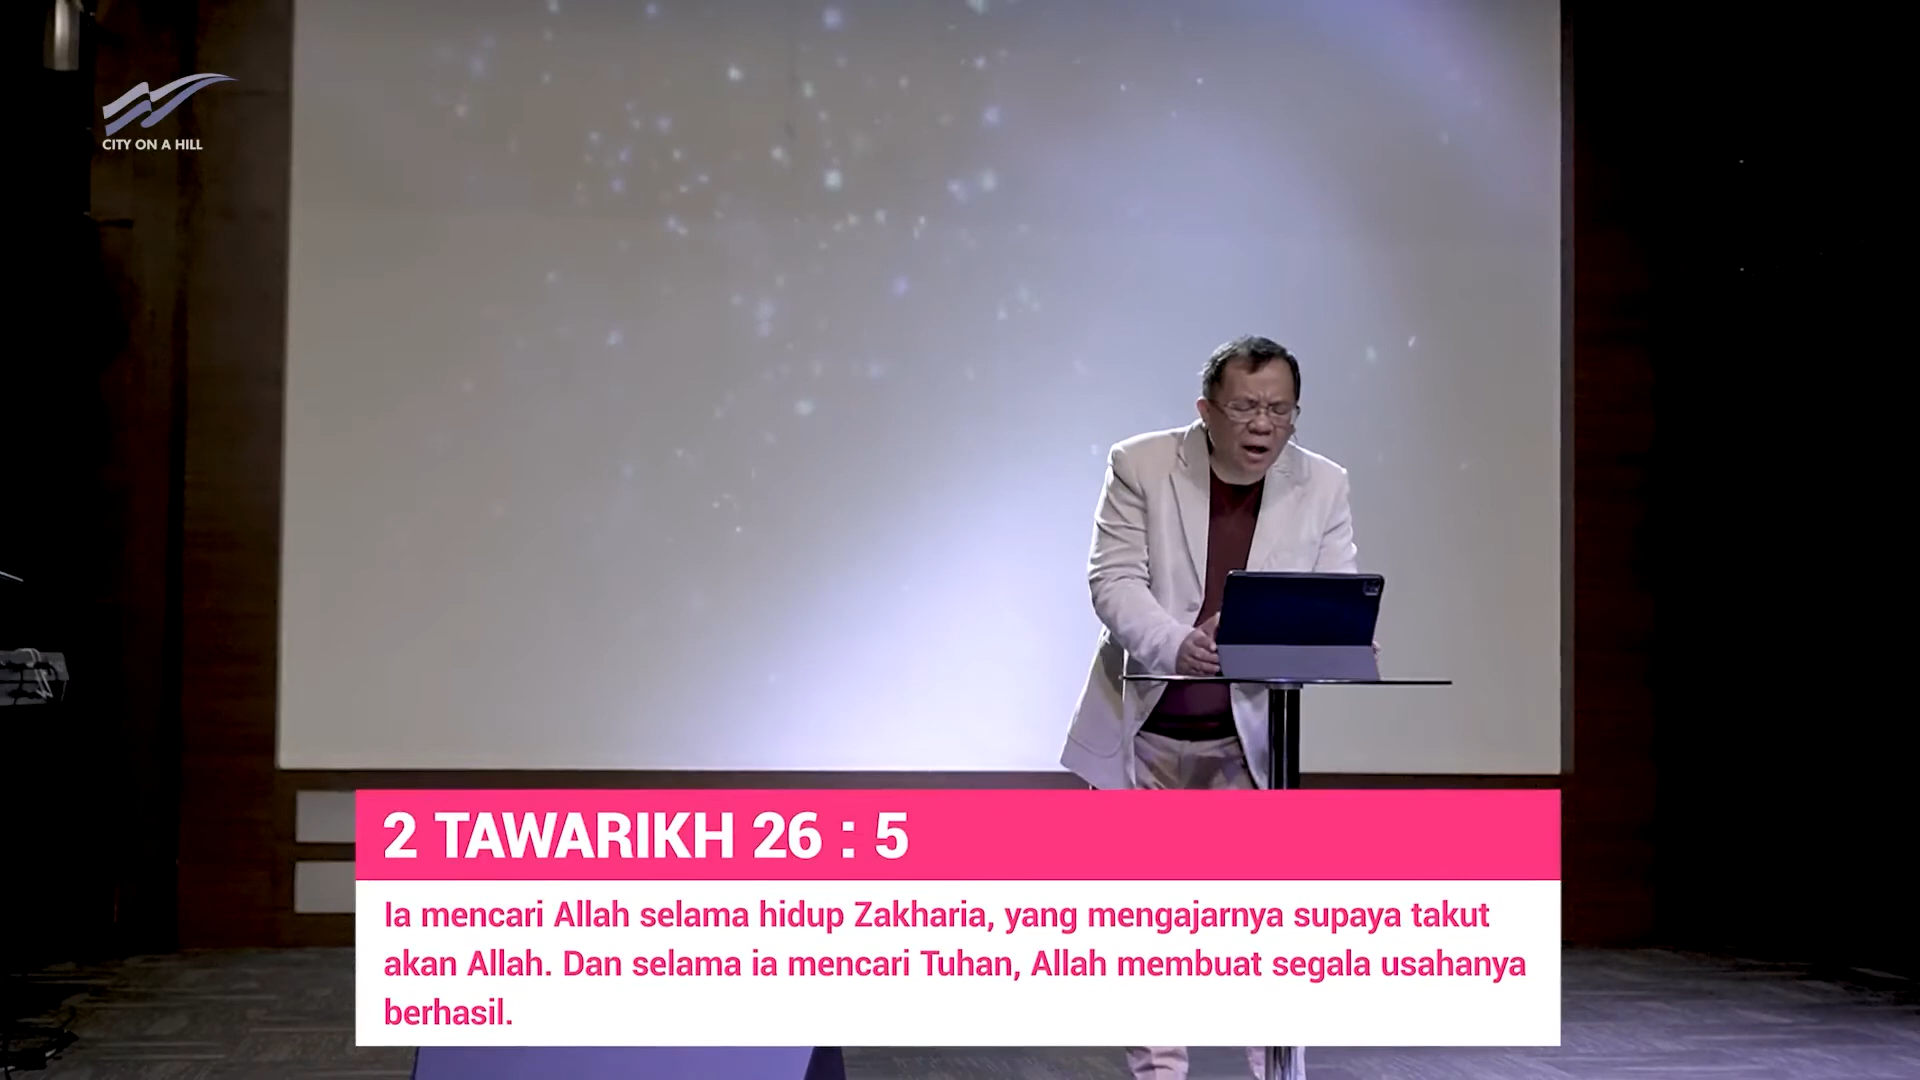 CITY ON A HILL
2 TAWARIKH 26 : 5
Ia mencari Allah selama hidup Zakharia, yang mengajarnya supaya takut
akan Allah. Dan selama ia mencari Tuhan, Allah membuat segala usahanya
berhasil.